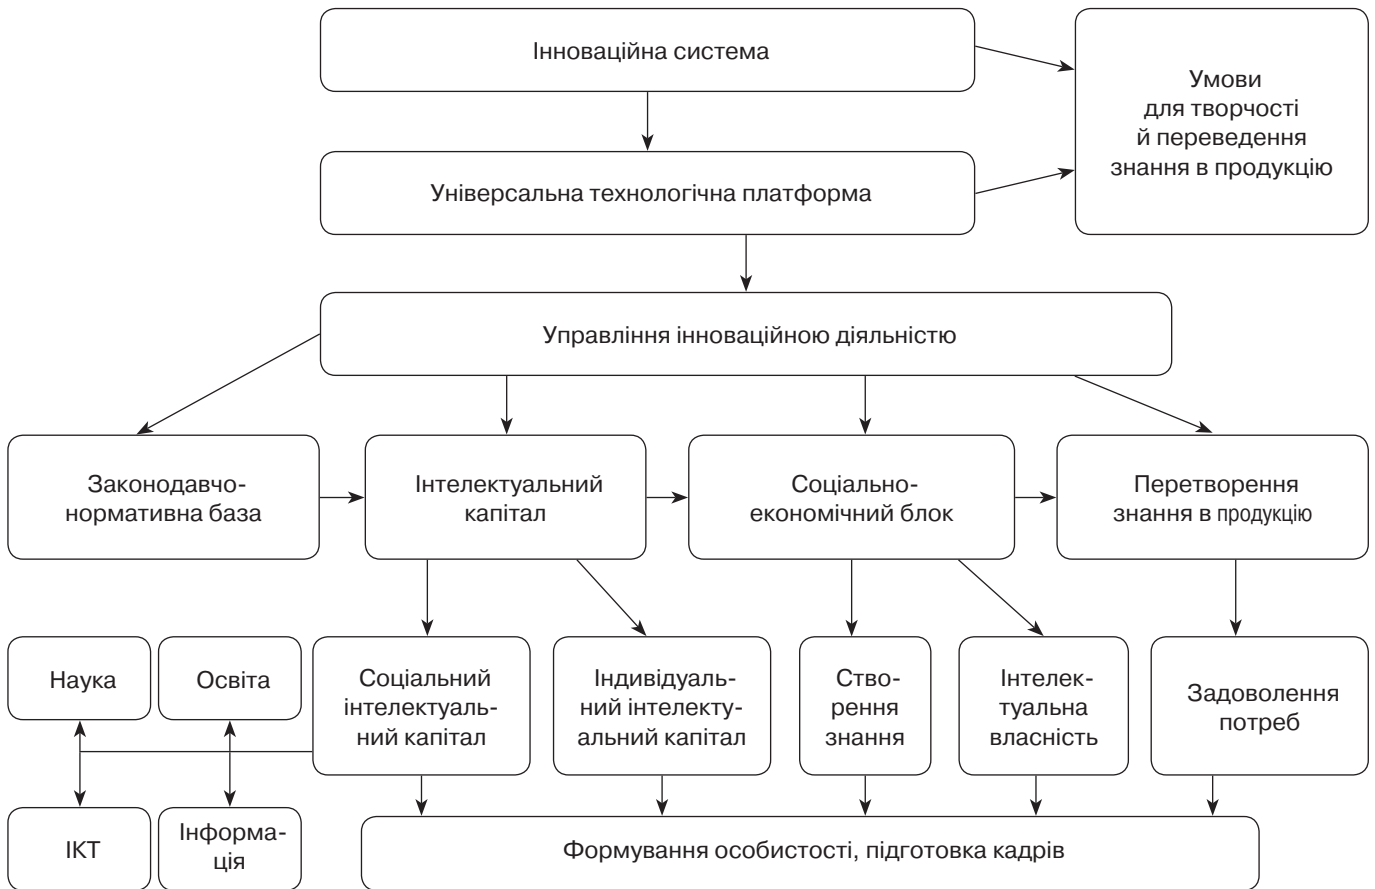 Інноваційна система
Умови
для творчості
й переведення
знання в продукцію
Універсальна технологічна платформа
Управління інноваційною діяльністю
Законодавчо-
нормативна база
Інтелектуальний
капітал
Соціально-
економічний блок
Перетворення
знання в продукцію
Наука
Освіта
Соціальний
інтелектуаль-
ний капітал
Індивідуаль-
ний інтелекту-
альний капітал
Ство-
рення
знання
Інтелек-
туальна
власність
Задоволення
потреб
ІКТ
Інформа-
ція
Формування особистості, підготовка кадрів